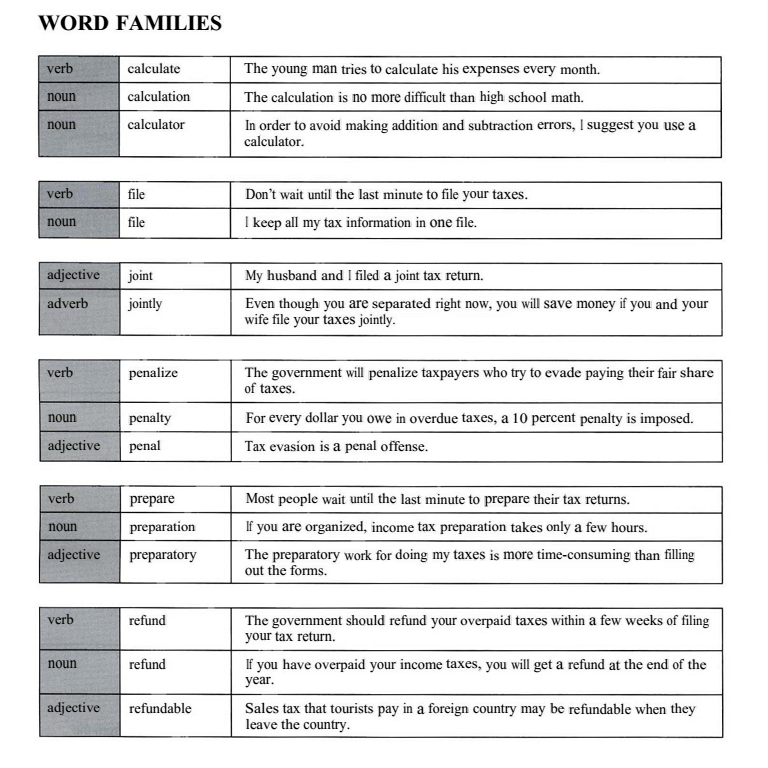 WORD FAMILIES
verb calculate The young man tries to calculate his expenses every month.
noun calculation The calculation is no more difficult than high school math.
noun calculator In order to avoid making addition and subtraction errors, I suggest you use a
calculator.
verb file Don't wait until the last minute to file your taxes.
noun file I keep all my tax information in one file.
adjective joint My husband and I filed a joint tax return.
adverb jointly Even though you are separated right now, you will save money if you and your
wife file your taxes jointly.
verb penalize The government will penalize taxpayers who try to evade paying their fair share
of taxes.
noun penalty For every dollar you owe in overdue taxes, a 10 percent penalty is imposed.
adjective penal Tax evasion is a penal offense.
verb prepare Most people wait until the last minute to prepare their tax returns.
noun preparation If you are organized, income tax preparation takes only a few hours.
adjective preparatory The preparatory work for doing my taxes is more time-consuming than filling
out the forms.
verb refund The government should refund your overpaid taxes within a few weeks of filing
your tax return.
noun refund If you have overpaid your income taxes, you will get a refund at the end of the
year.
adjective refundable Sales tax that tourists pay in a foreign country may be refundable when they
leave the country.